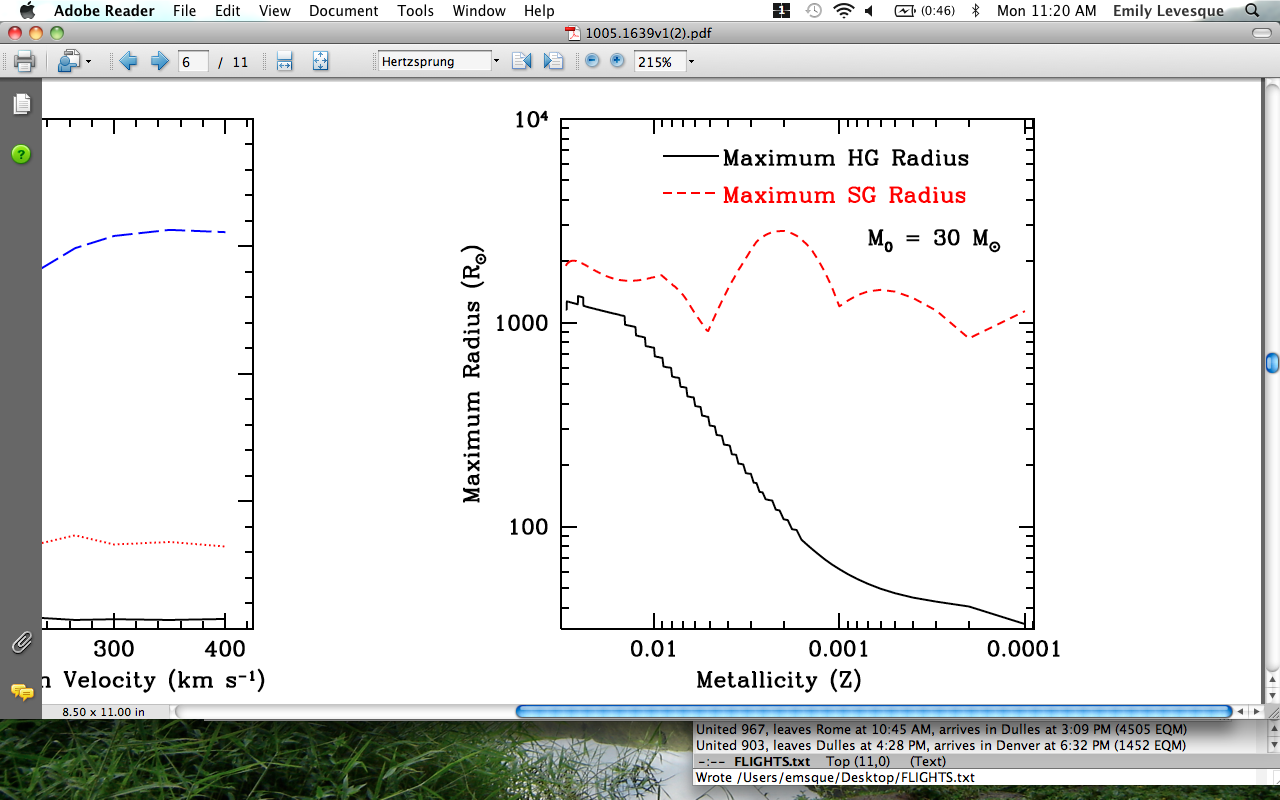 Adobe Reader File Edit View Document Tools Window Help 1 (0:46) Mon 11:20 AM Emily Levesque
1005.1639v1(2).pdf
6 / 11 Hertzsprung 215%
?
10⁴
1000
100
Maximum Radius (R☉)
Maximum HG Radius
Maximum SG Radius
M₀ = 30 M☉
300 400
n Velocity (km s⁻¹)
0.01 0.001 0.0001
Metallicity (Z)
8.50 x 11.00 in
United 967, leaves Rome at 10:45 AM, arrives in Dulles at 3:09 PM (4505 EQM)
United 903, leaves Dulles at 4:28 PM, arrives in Denver at 6:32 PM (1452 EQM)
-:-- FLIGHTS.txt Top (11,0) (Text)
Wrote /Users/emsque/Desktop/FLIGHTS.txt